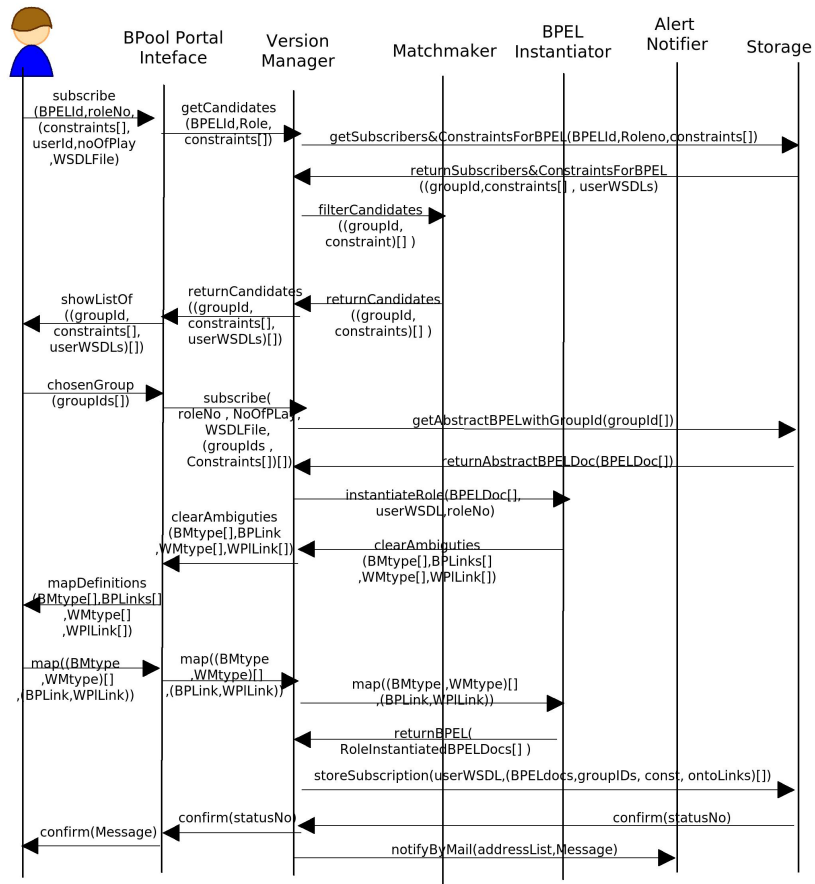 BPool Portal
Inteface
Version
Manager
Matchmaker
BPEL
Instantiator
Alert
Notifier
Storage
subscribe
(BPELId,roleNo,
(constraints[],
userId,noOfPlay
,WSDLFile)
getCandidates
(BPELId,Role,
constraints[])
getSubscribers&ConstraintsForBPEL(BPELId,Roleno,constraints[])
returnSubscribers&ConstraintsForBPEL
((groupId,constraints[] , userWSDLs)
filterCandidates
((groupId,
constraint)[] )
returnCandidates
((groupId,
constraints)[] )
returnCandidates
((groupId,
constraints[],
userWSDLs)[])
showListOf
((groupId,
constraints[],
userWSDLs)[])
chosenGroup
(groupIds[])
subscribe(
roleNo , NoOfPLay,
WSDLFile,
(groupIds ,
Constraints[])[])
getAbstractBPELwithGroupId(groupId[])
returnAbstractBPELDoc(BPELDoc[])
instantiateRole(BPELDoc[],
userWSDL,roleNo)
clearAmbiguties
(BMtype[],BPLinks[]
,WMtype[],WPlLink[])
clearAmbiguties
(BMtype[],BPLink
,WMtype[],WPlLink[])
mapDefinitions
(BMtype[],BPLinks[]
,WMtype[]
,WPlLink[])
map((BMtype
,WMtype)[]
,(BPLink,WPlLink))
map((BMtype
,WMtype)[]
,(BPLink,WPlLink))
map((BMtype,WMtype)[]
,(BPLink,WPlLink))
returnBPEL(
RoleInstantiatedBPELDocs[] )
storeSubscription(userWSDL,(BPELdocs,groupIDs, const, ontoLinks)[])
confirm(statusNo)
confirm(statusNo)
confirm(Message)
notifyByMail(addressList,Message)